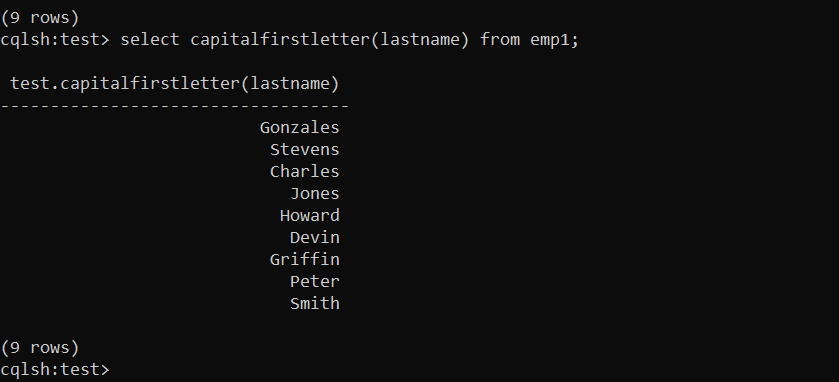 (9 rows)
cqlsh:test> select capitalfirstletter(lastname) from emp1;
test.capitalfirstletter(lastname)
-----------------------------------
Gonzales
Stevens
Charles
Jones
Howard
Devin
Griffin
Peter
Smith
(9 rows)
cqlsh:test>